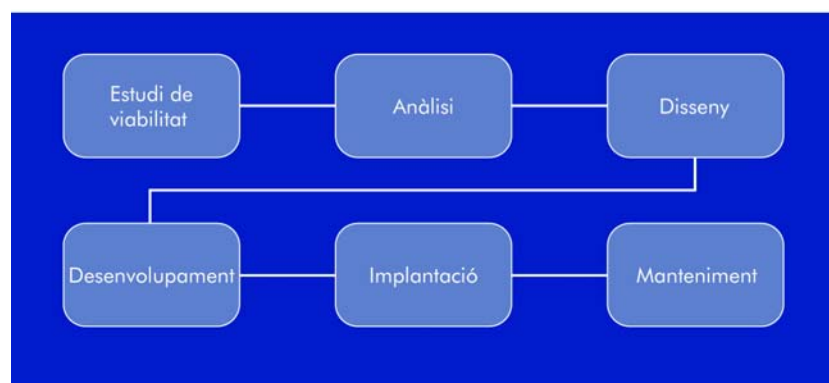 Estudi de
viabilitat
Anàlisi
Disseny
Desenvolupament
Implantació
Manteniment